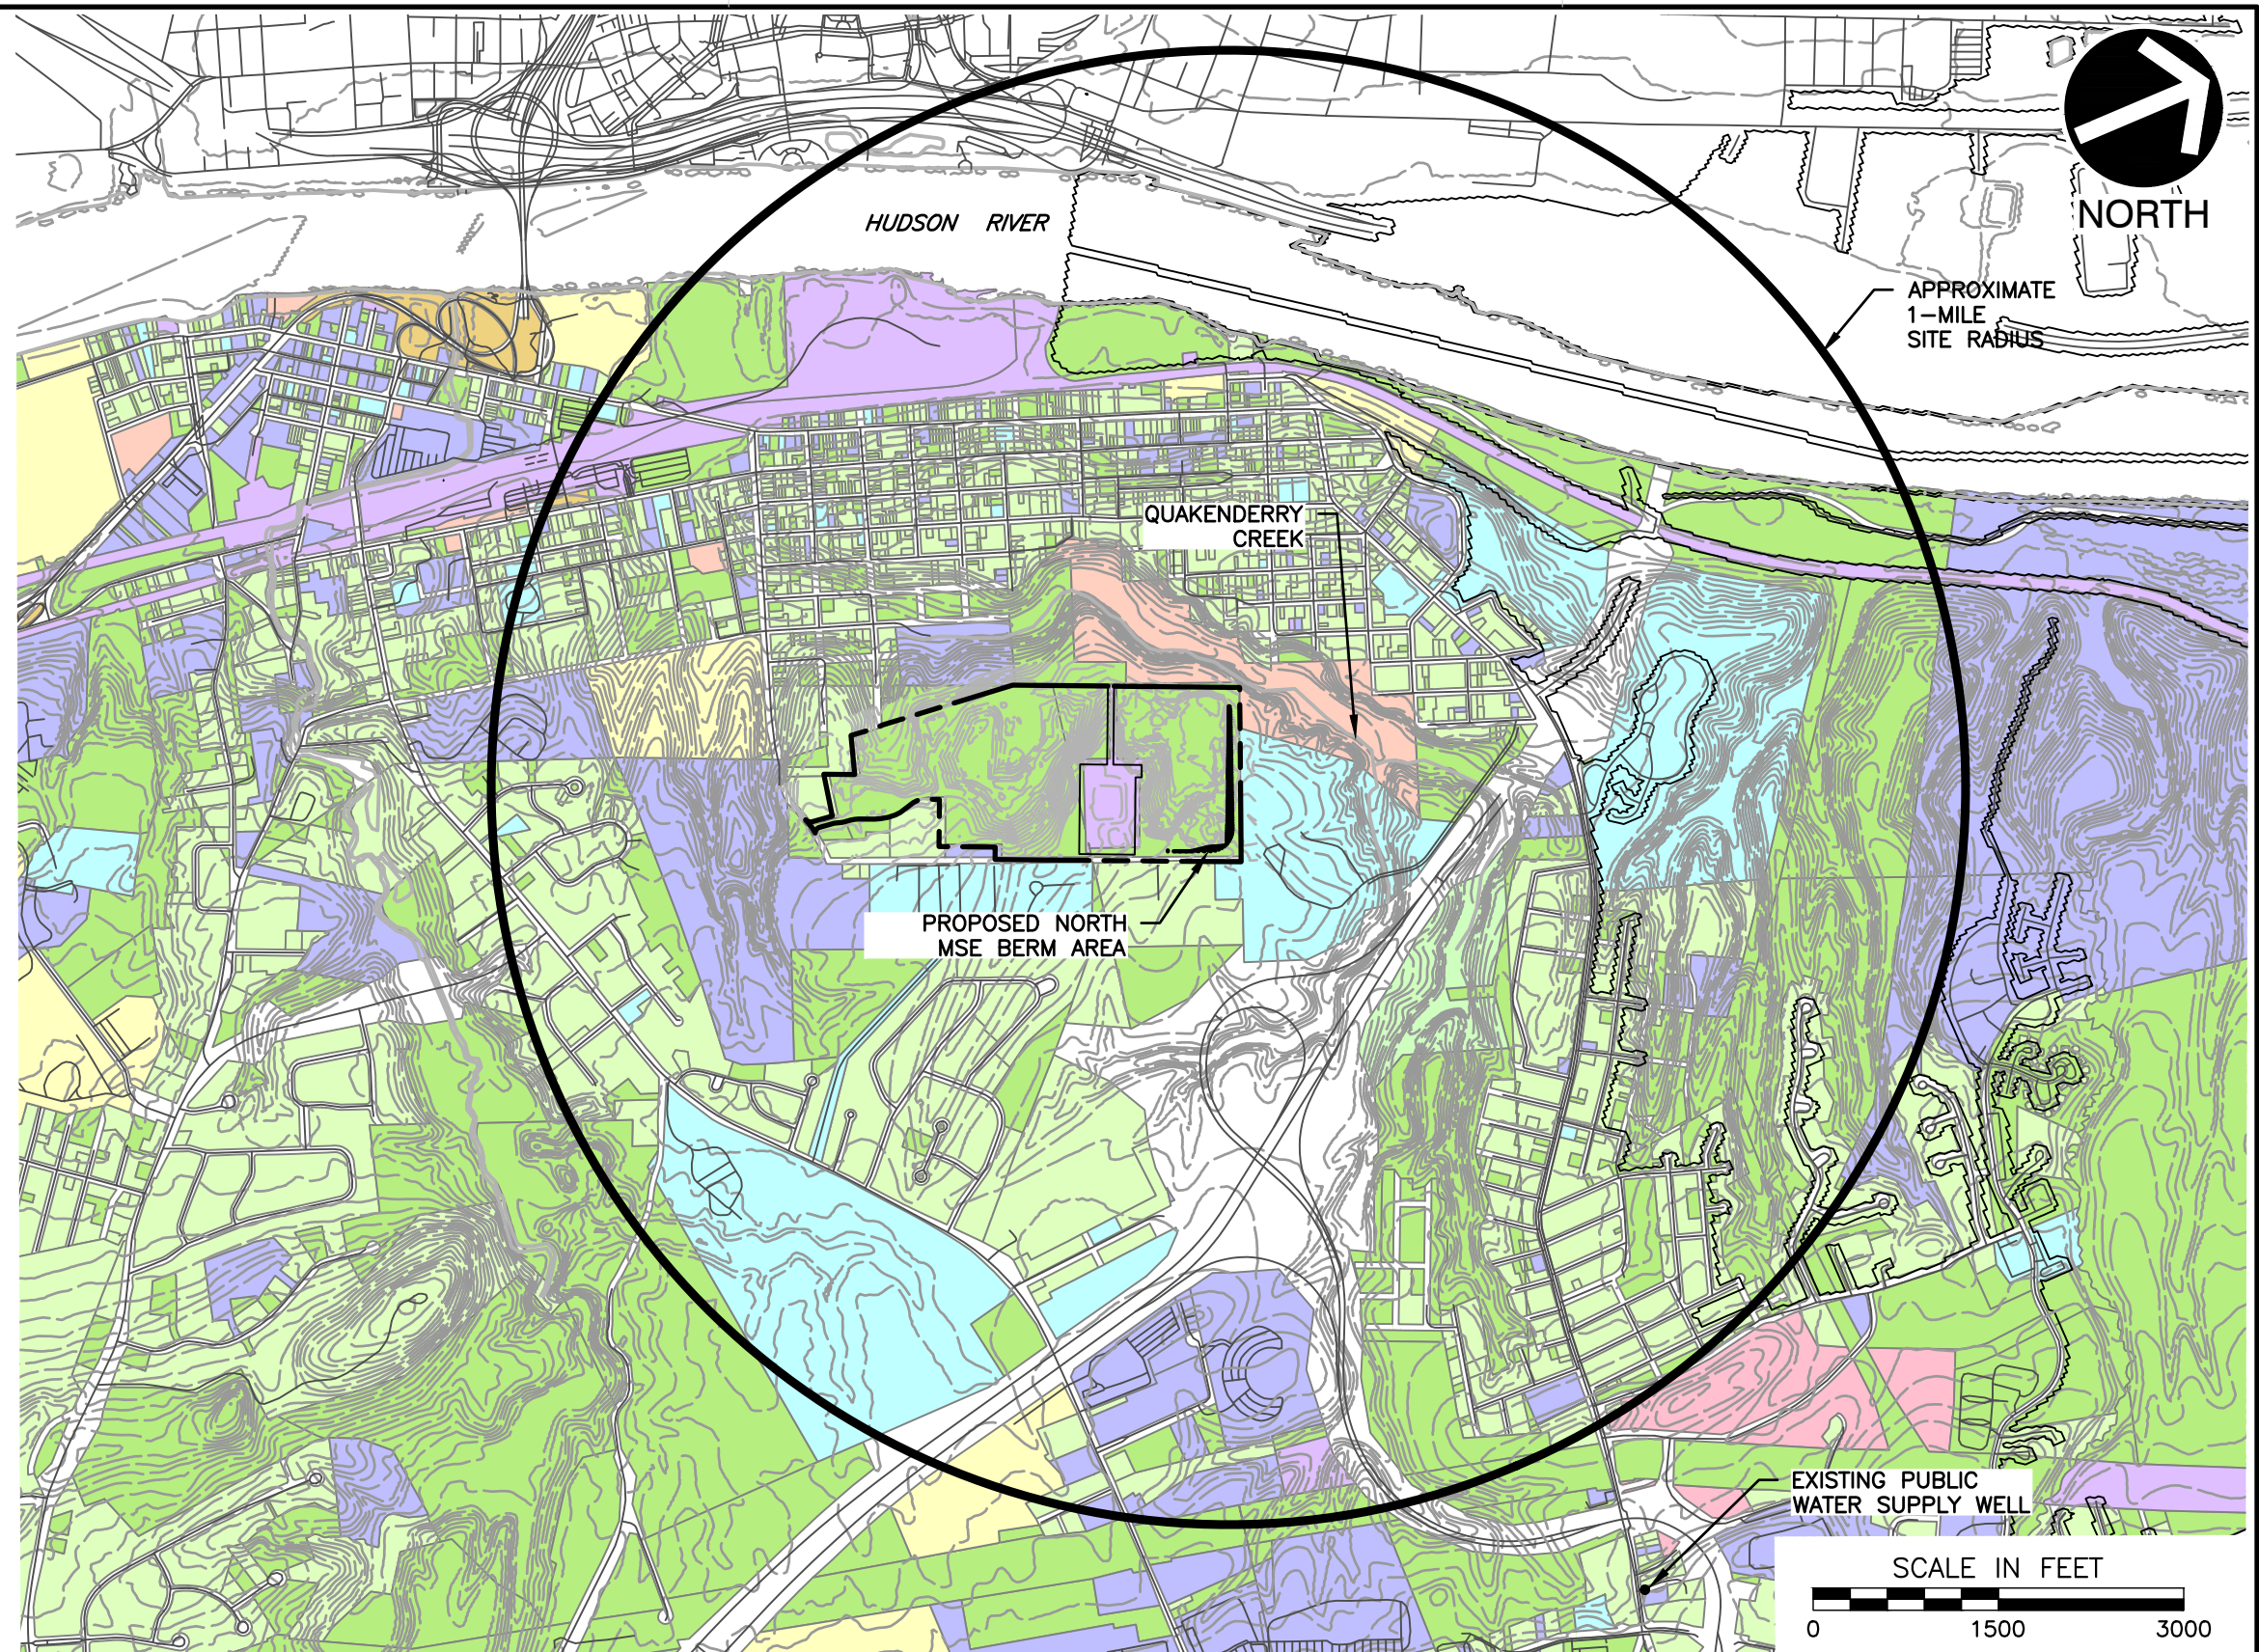 HUDSON RIVER
NORTH
APPROXIMATE
1-MILE
SITE RADIUS
QUAKENDERRY
CREEK
PROPOSED NORTH
MSE BERM AREA
EXISTING PUBLIC
WATER SUPPLY WELL
SCALE IN FEET
0 1500 3000